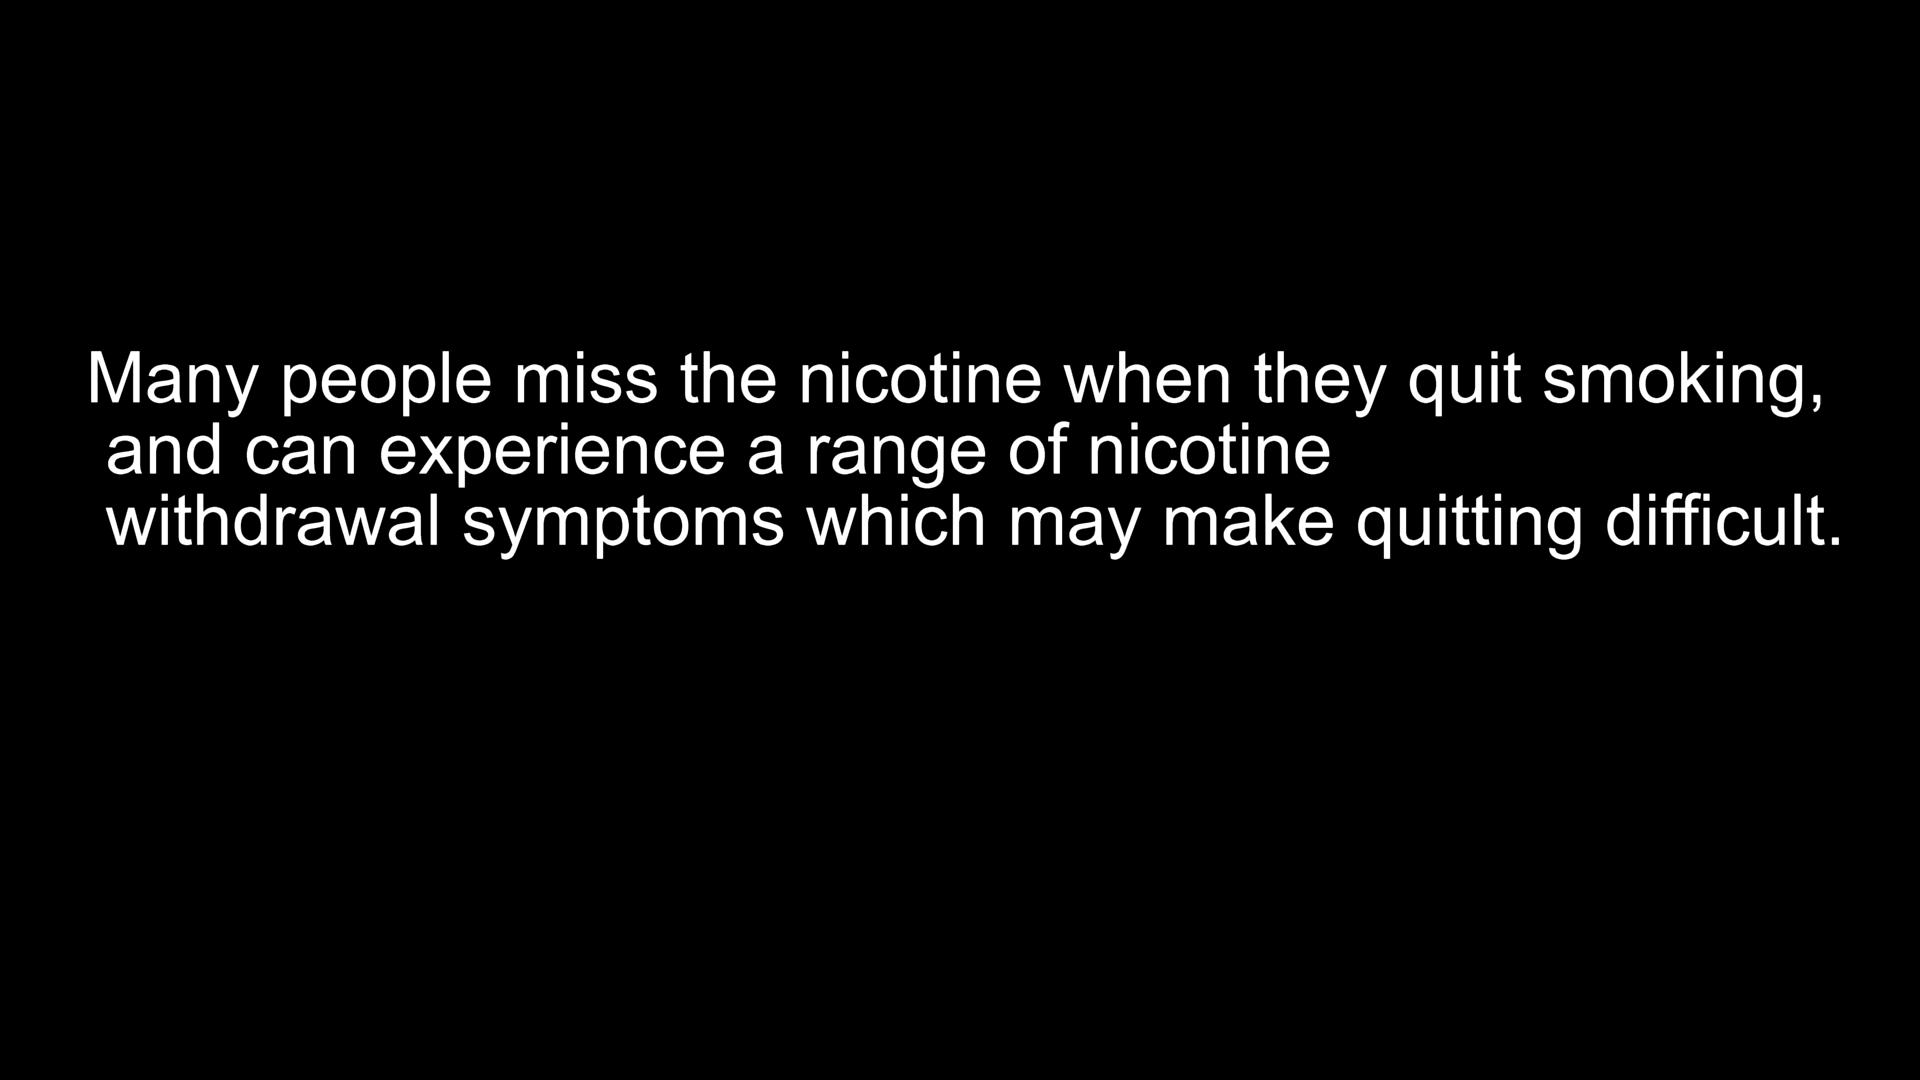 Many people miss the nicotine when they quit smoking,
and can experience a range of nicotine
withdrawal symptoms which may make quitting difficult.